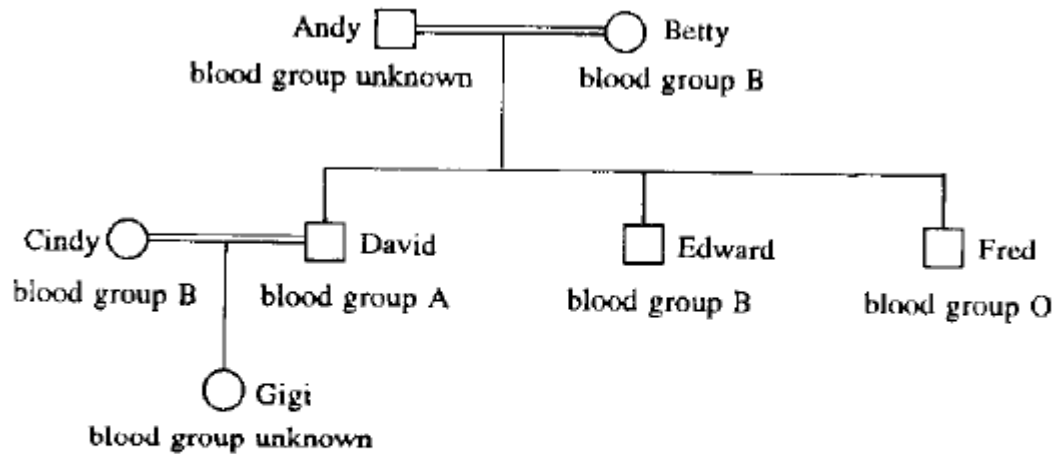 Andy Betty
blood group unknown blood group B
Cindy David Edward Fred
blood group B blood group A blood group B blood group O
Gigi
blood group unknown